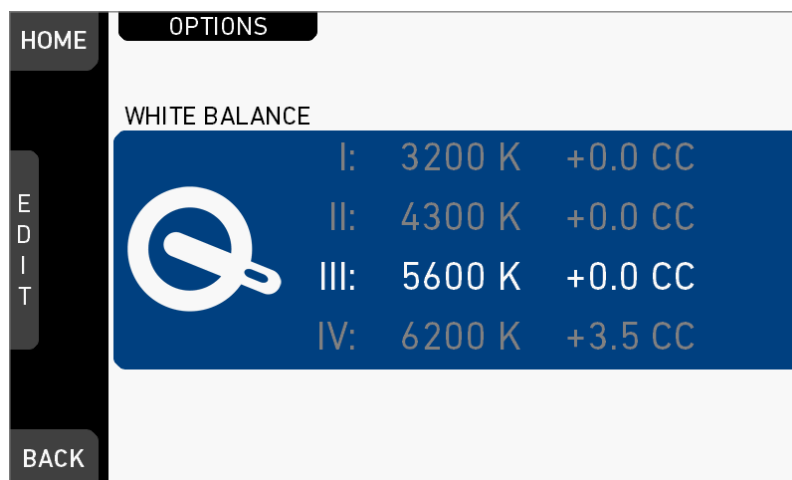 HOME
OPTIONS
WHITE BALANCE
I: 3200 K +0.0 CC
II: 4300 K +0.0 CC
III: 5600 K +0.0 CC
IV: 6200 K +3.5 CC
EDIT
BACK